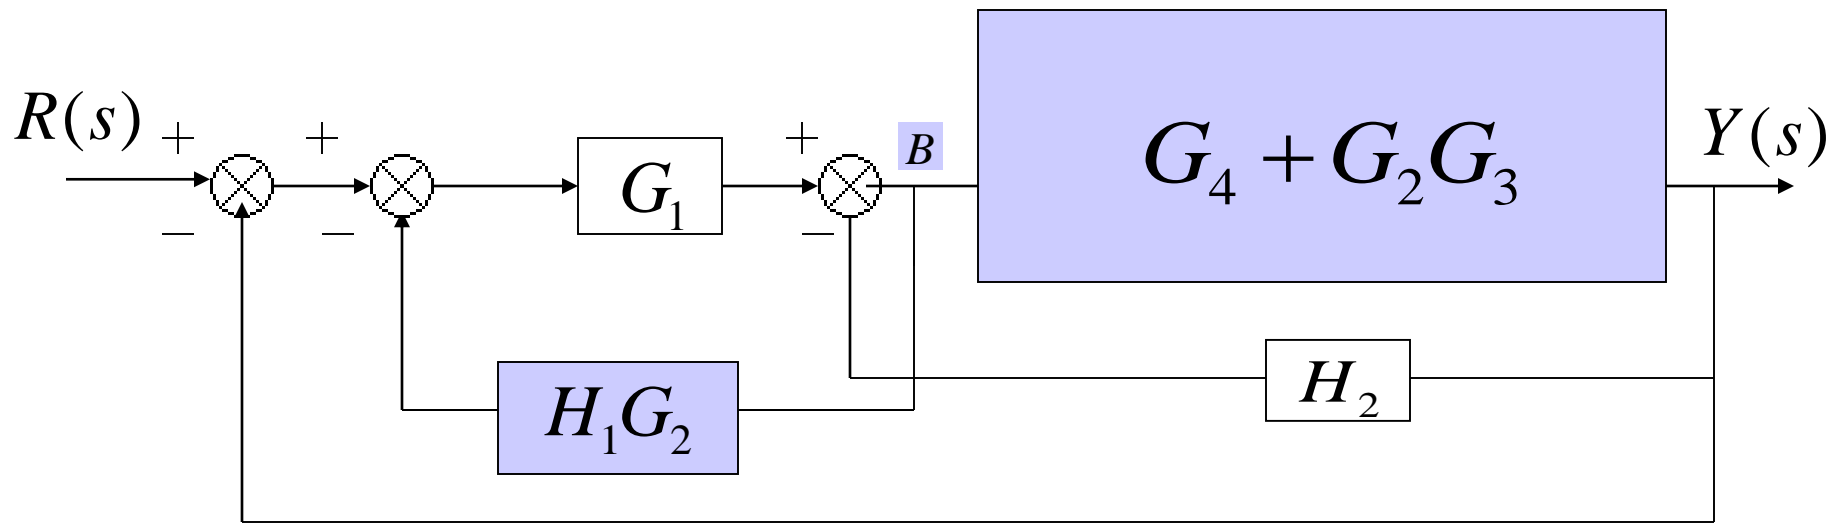 R(s)
+
−
+
−
G₁
+
−
B
G₄ + G₂G₃
Y(s)
H₂
H₁G₂